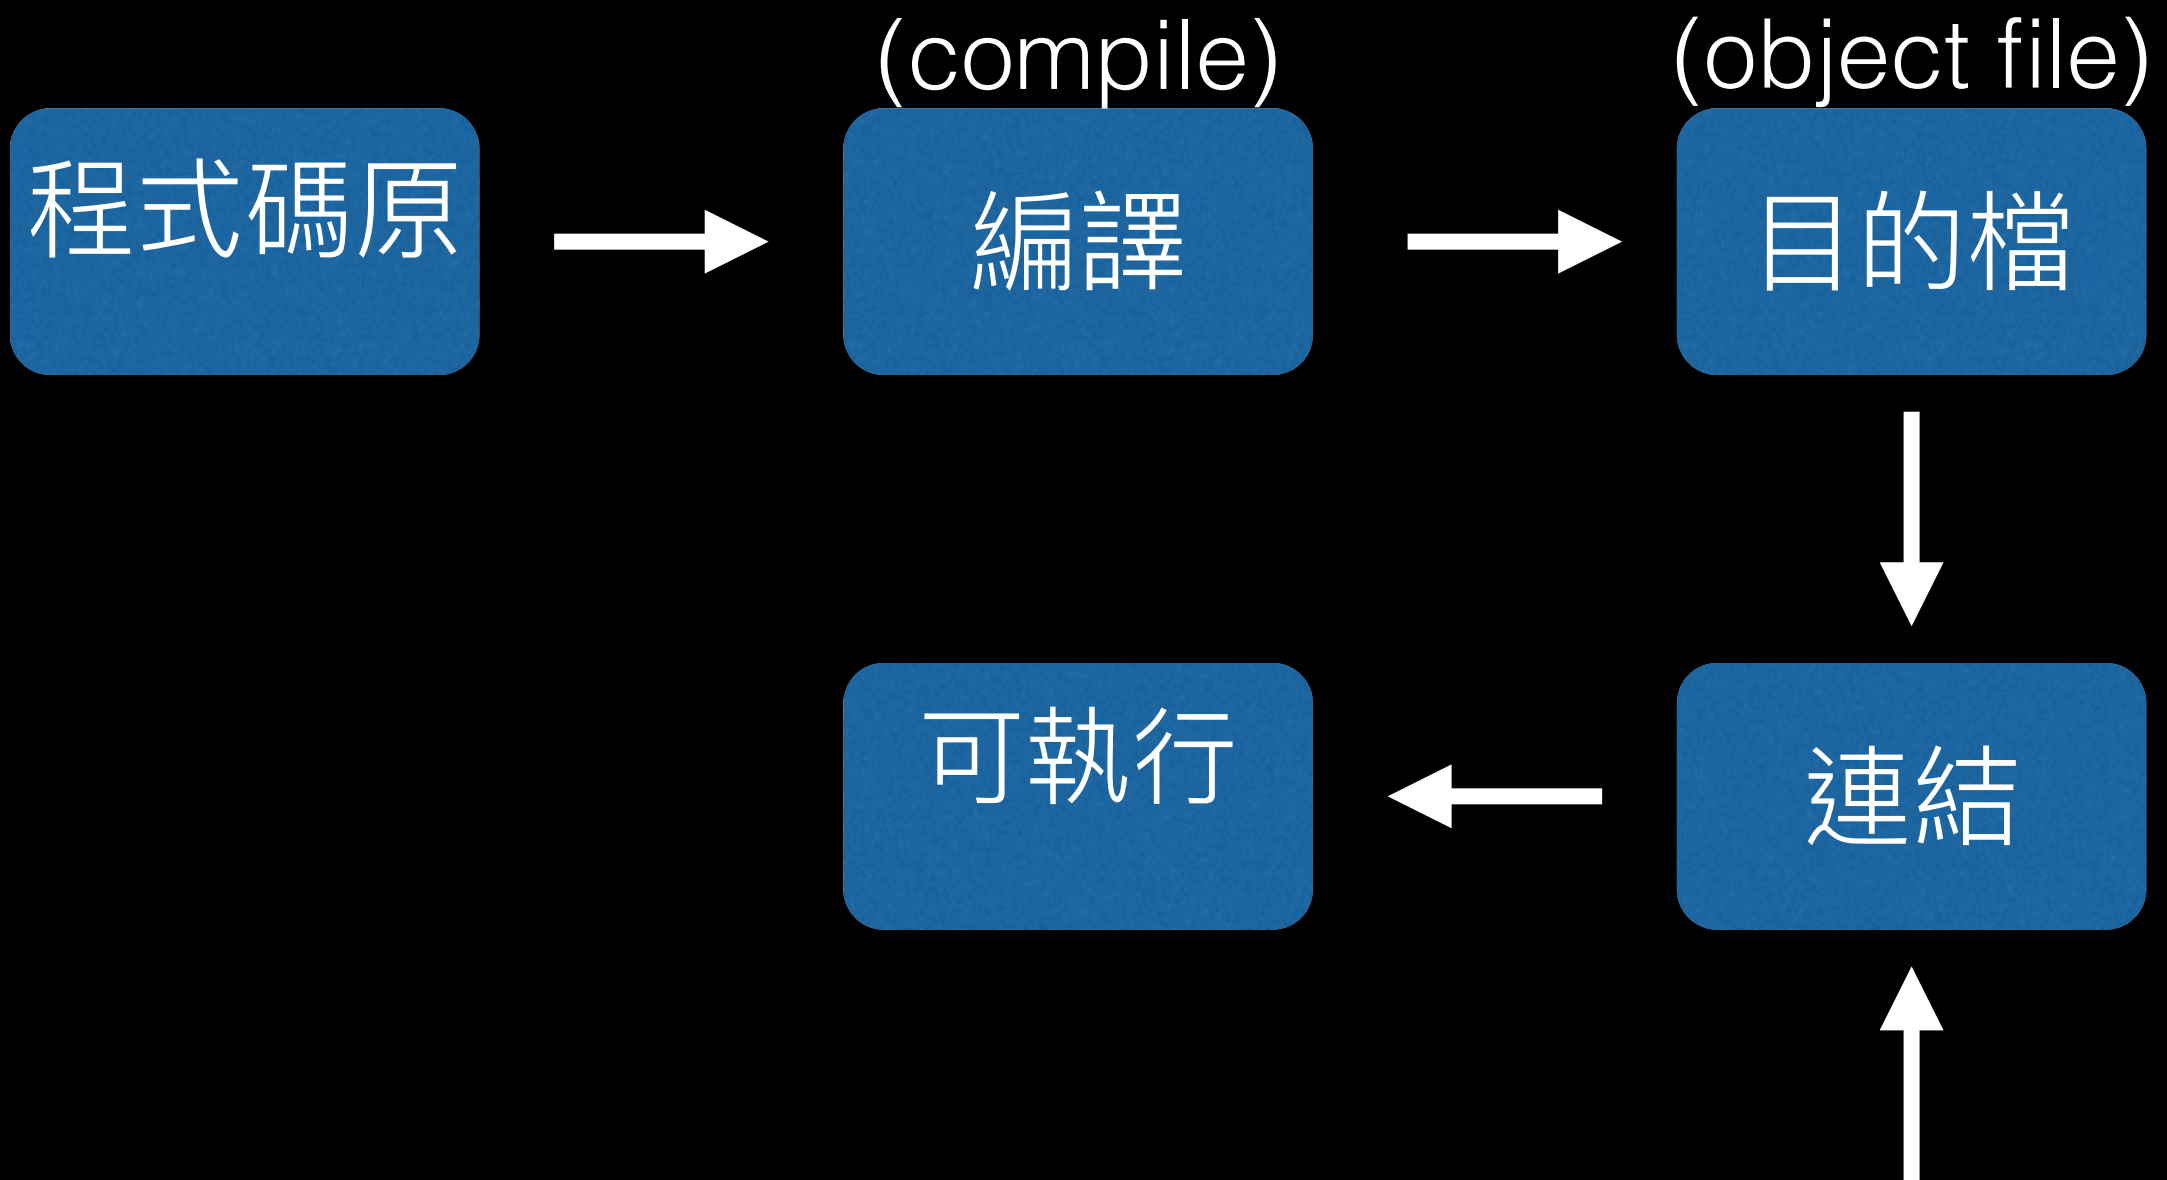 (compile)
(object file)
程式碼原
編譯
目的檔
可執行
連結